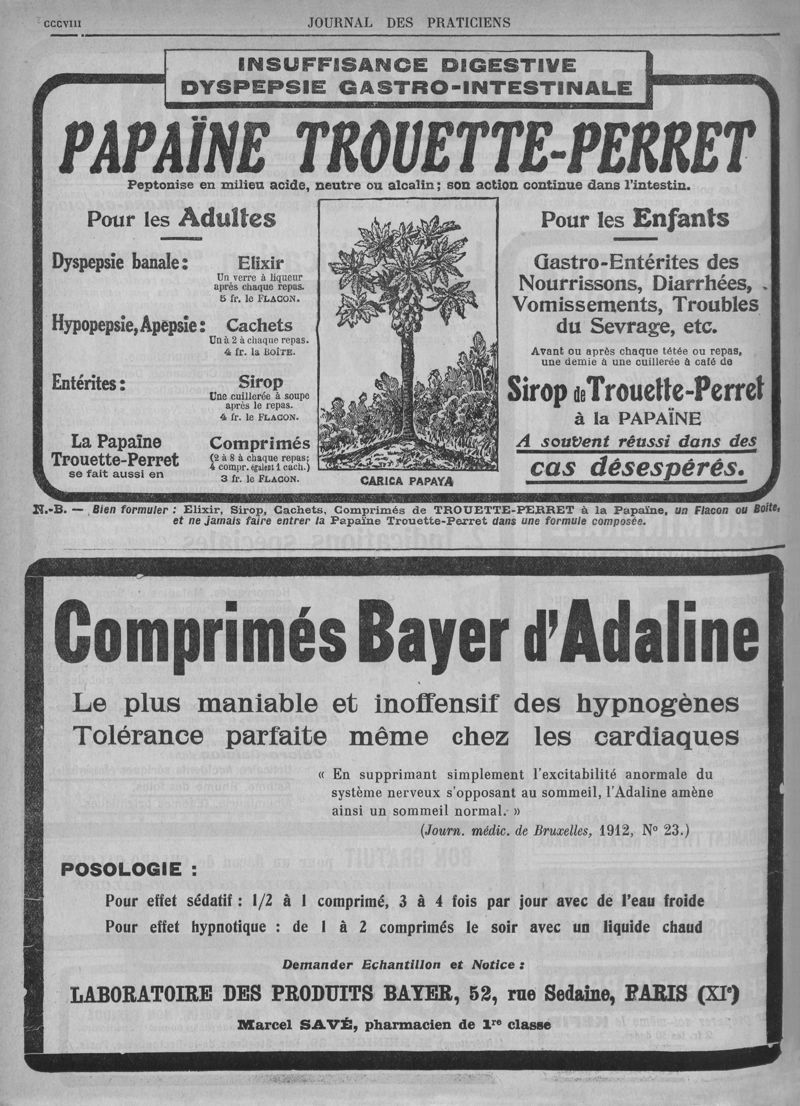 CCCVIII
JOURNAL DES PRATICIENS
INSUFFISANCE DIGESTIVE
DYSPEPSIE GASTRO-INTESTINALE
PAPAÏNE TROUETTE-PERRET
Peptonise en milieu acide, neutre ou alcalin; son action continue dans l'intestin.
Pour les Adultes
Dyspepsie banale : Elixir
Un verre à liqueur
après chaque repas.
5 fr. le FLACON.
Hypopepsie, Apepsie : Cachets
Un à 2 à chaque repas.
4 fr. la BOÎTE.
Entérites : Sirop
Une cuillerée à soupe
après le repas.
4 fr. le FLACON.
La Papaïne
Trouette-Perret
se fait aussi en
Comprimés
(2 à 8 à chaque repas;
4 compr. égalent 1 cach.)
3 fr. le FLACON.
CARICA PAPAYA
Pour les Enfants
Gastro-Entérites des
Nourrissons, Diarrhées,
Vomissements, Troubles
du Sevrage, etc.
Avant ou après chaque tétée ou repas,
une demie à une cuillerée à café de
Sirop de Trouette-Perret
à la PAPAÏNE
A souvent réussi dans des
cas désespérés.
N.-B. — Bien formuler : Elixir, Sirop, Cachets, Comprimés de TROUETTE-PERRET à la Papaïne, un Flacon ou Boîte,
et ne jamais faire entrer la Papaïne Trouette-Perret dans une formule composée.
Comprimés Bayer d'Adaline
Le plus maniable et inoffensif des hypnogènes
Tolérance parfaite même chez les cardiaques
« En supprimant simplement l'excitabilité anormale du
système nerveux s'opposant au sommeil, l'Adaline amène
ainsi un sommeil normal. »
(Journ. médic. de Bruxelles, 1912, N° 23.)
POSOLOGIE :
Pour effet sédatif : 1/2 à 1 comprimé, 3 à 4 fois par jour avec de l'eau froide
Pour effet hypnotique : de 1 à 2 comprimés le soir avec un liquide chaud
Demander Echantillon et Notice :
LABORATOIRE DES PRODUITS BAYER, 52, rue Sedaine, PARIS (XIe)
Marcel SAVÉ, pharmacien de 1re classe